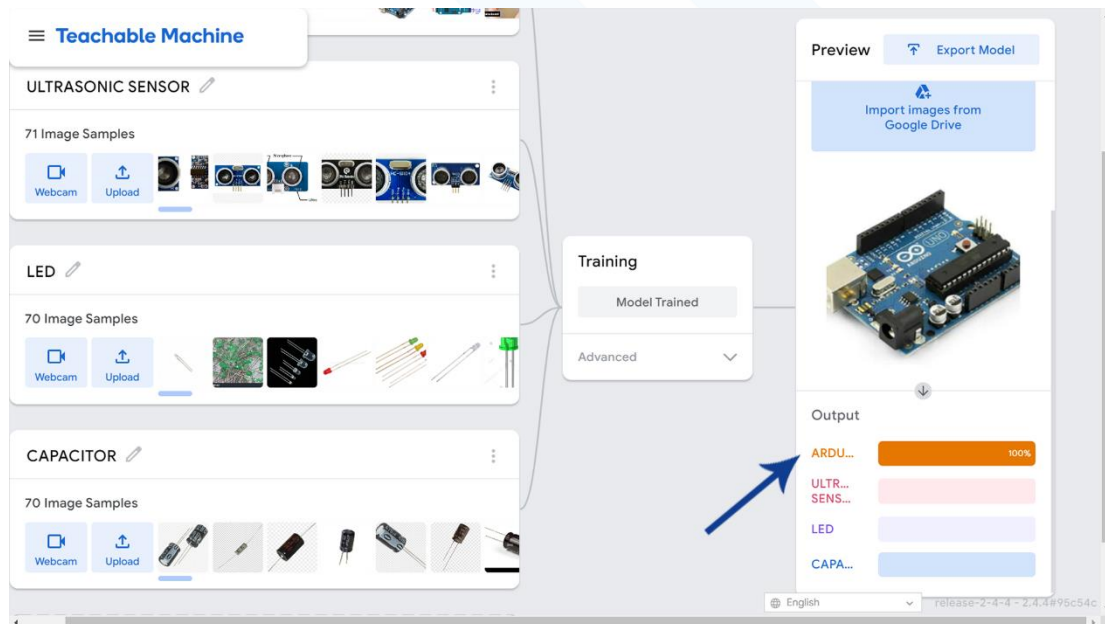 Teachable Machine
ULTRASONIC SENSOR
71 Image Samples
Webcam
Upload
LED
70 Image Samples
Webcam
Upload
CAPACITOR
70 Image Samples
Webcam
Upload
Training
Model Trained
Advanced
Preview
Export Model
Import images from
Google Drive
UNO
ARDUINO
Output
ARDU...
100%
ULTR...
SENS...
LED
CAPA...
English
release-2-4-4 - 2.4.4#95c54c